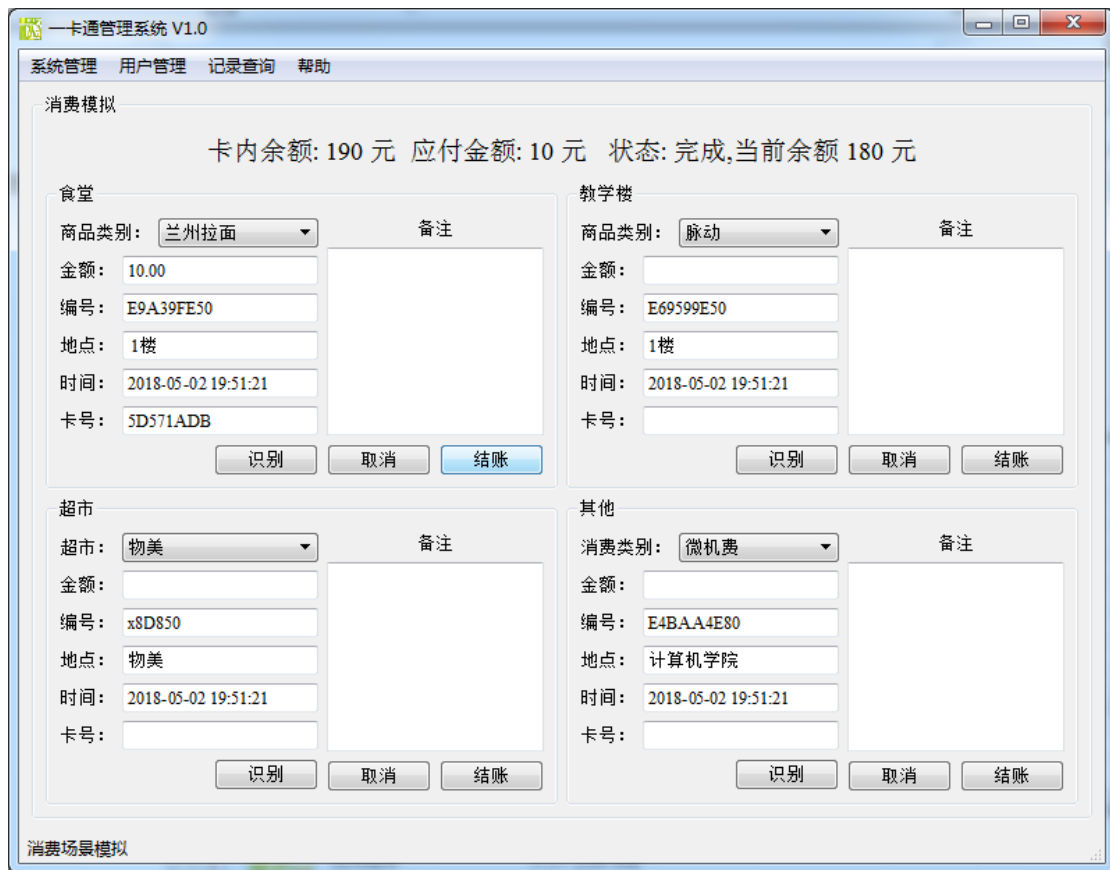 一卡通管理系统 V1.0
系统管理 用户管理 记录查询 帮助
消费模拟
卡内余额: 190 元 应付金额: 10 元 状态: 完成,当前余额 180 元
食堂
商品类别： 兰州拉面 备注
金额： 10.00
编号： E9A39FE50
地点： 1楼
时间： 2018-05-02 19:51:21
卡号： 5D571ADB
识别 取消 结账
教学楼
商品类别： 脉动 备注
金额：
编号： E69599E50
地点： 1楼
时间： 2018-05-02 19:51:21
卡号：
识别 取消 结账
超市
超市： 物美 备注
金额：
编号： x8D850
地点： 物美
时间： 2018-05-02 19:51:21
卡号：
识别 取消 结账
其他
消费类别： 微机费 备注
金额：
编号： E4BAA4E80
地点： 计算机学院
时间： 2018-05-02 19:51:21
卡号：
识别 取消 结账
消费场景模拟